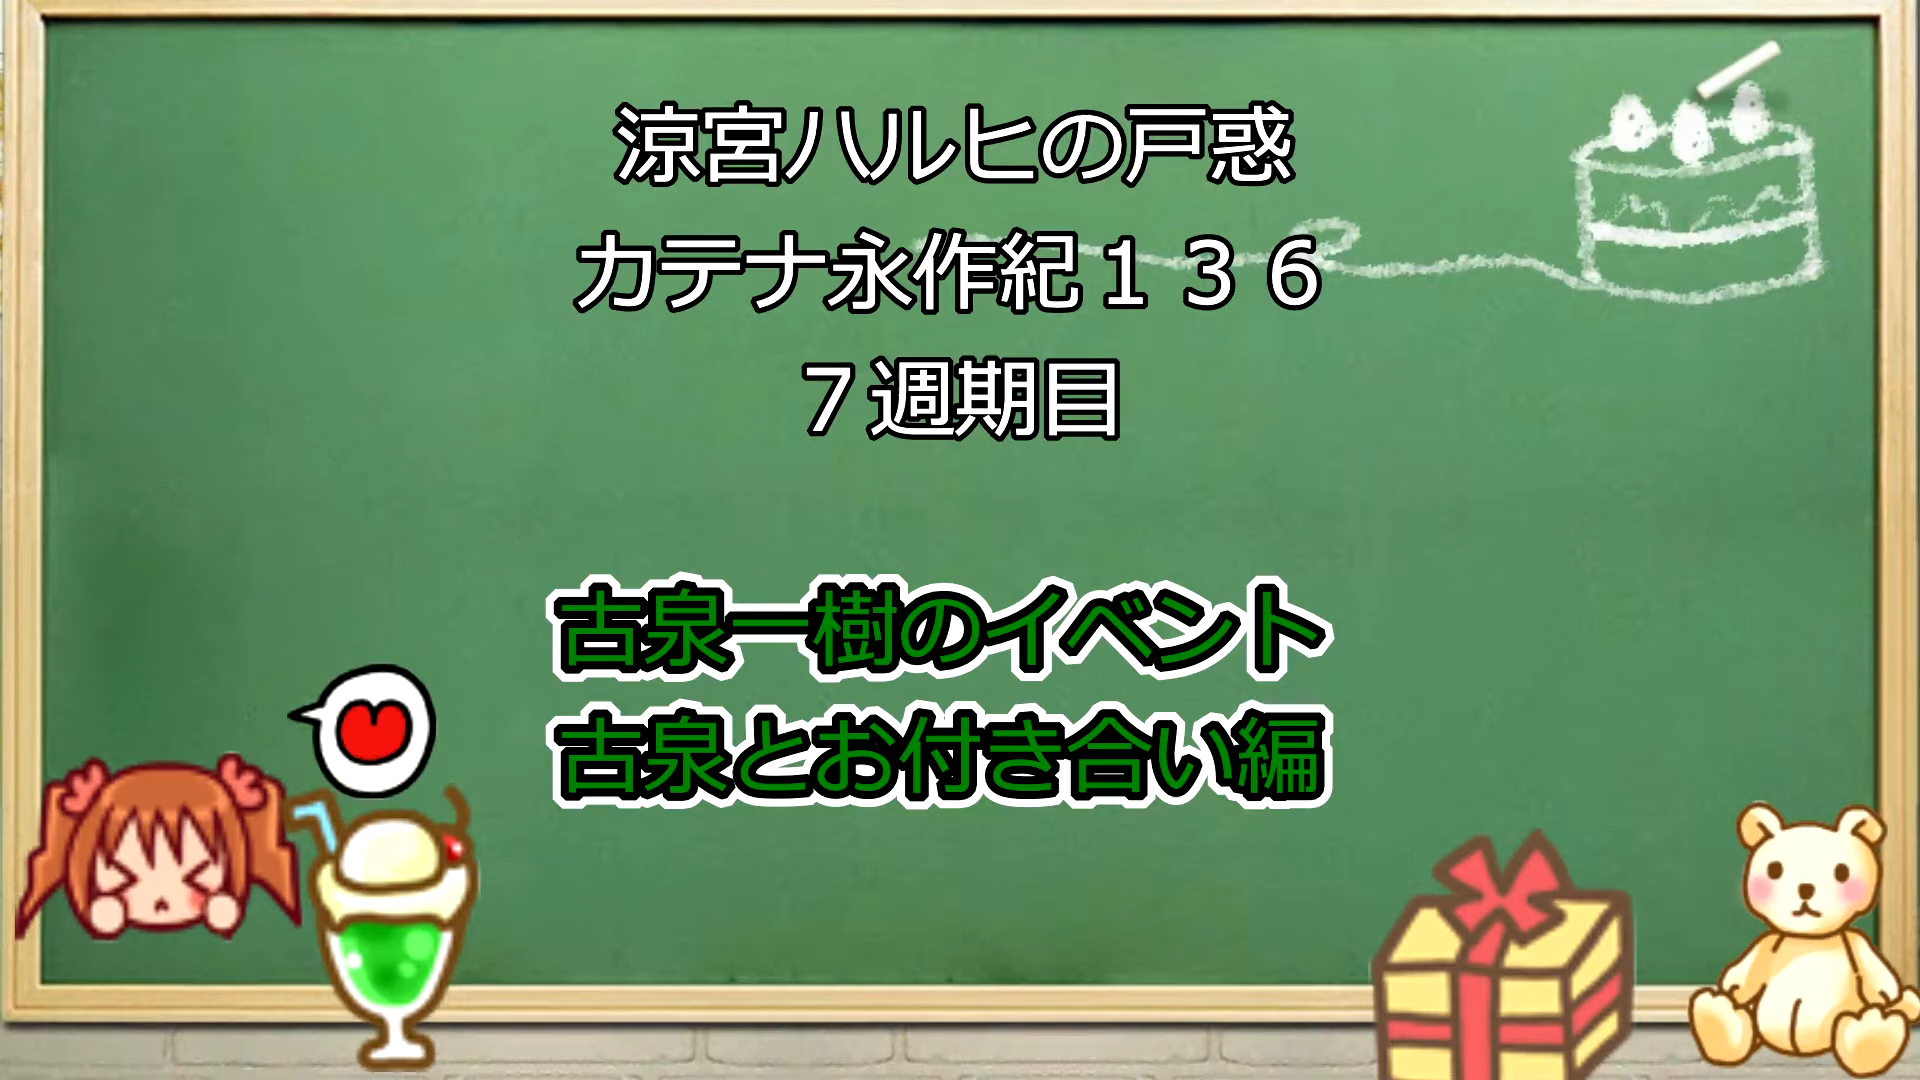 涼宮ハルヒの戸惑
カテナ永作紀１３６
７週期目
古泉一樹のイベント
古泉とお付き合い編